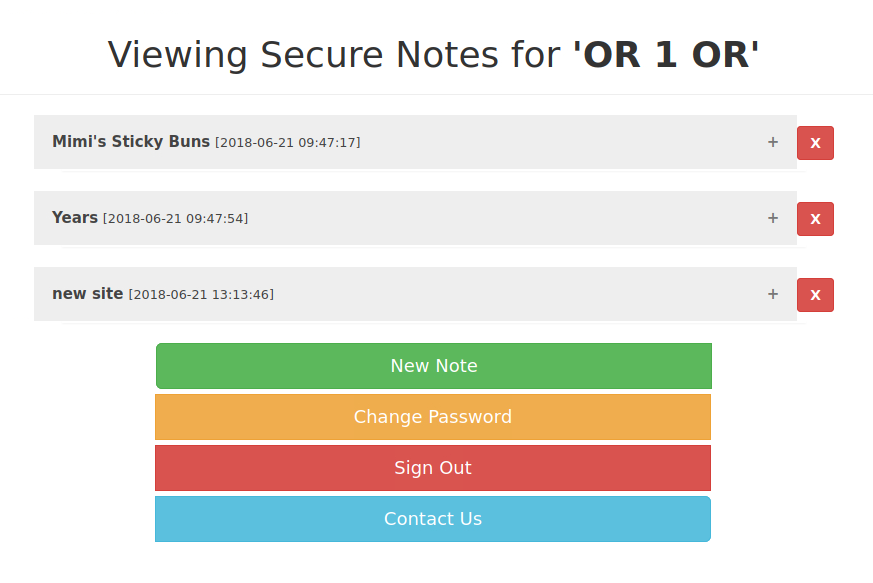 Viewing Secure Notes for 'OR 1 OR'
Mimi's Sticky Buns [2018-06-21 09:47:17] + X
Years [2018-06-21 09:47:54] + X
new site [2018-06-21 13:13:46] + X
New Note
Change Password
Sign Out
Contact Us